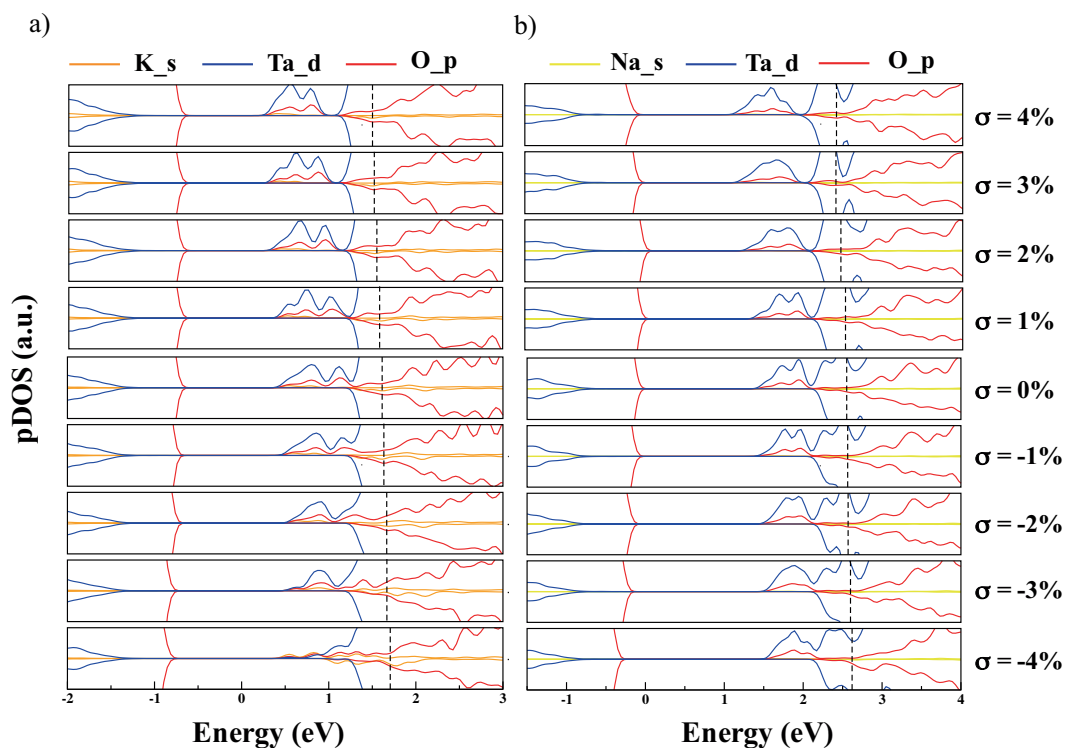 a)
b)
K_s Ta_d O_p
Na_s Ta_d O_p
σ = 4%
σ = 3%
σ = 2%
σ = 1%
σ = 0%
σ = -1%
σ = -2%
σ = -3%
σ = -4%
pDOS (a.u.)
-2 -1 0 1 2 3
-1 0 1 2 3 4
Energy (eV)
Energy (eV)